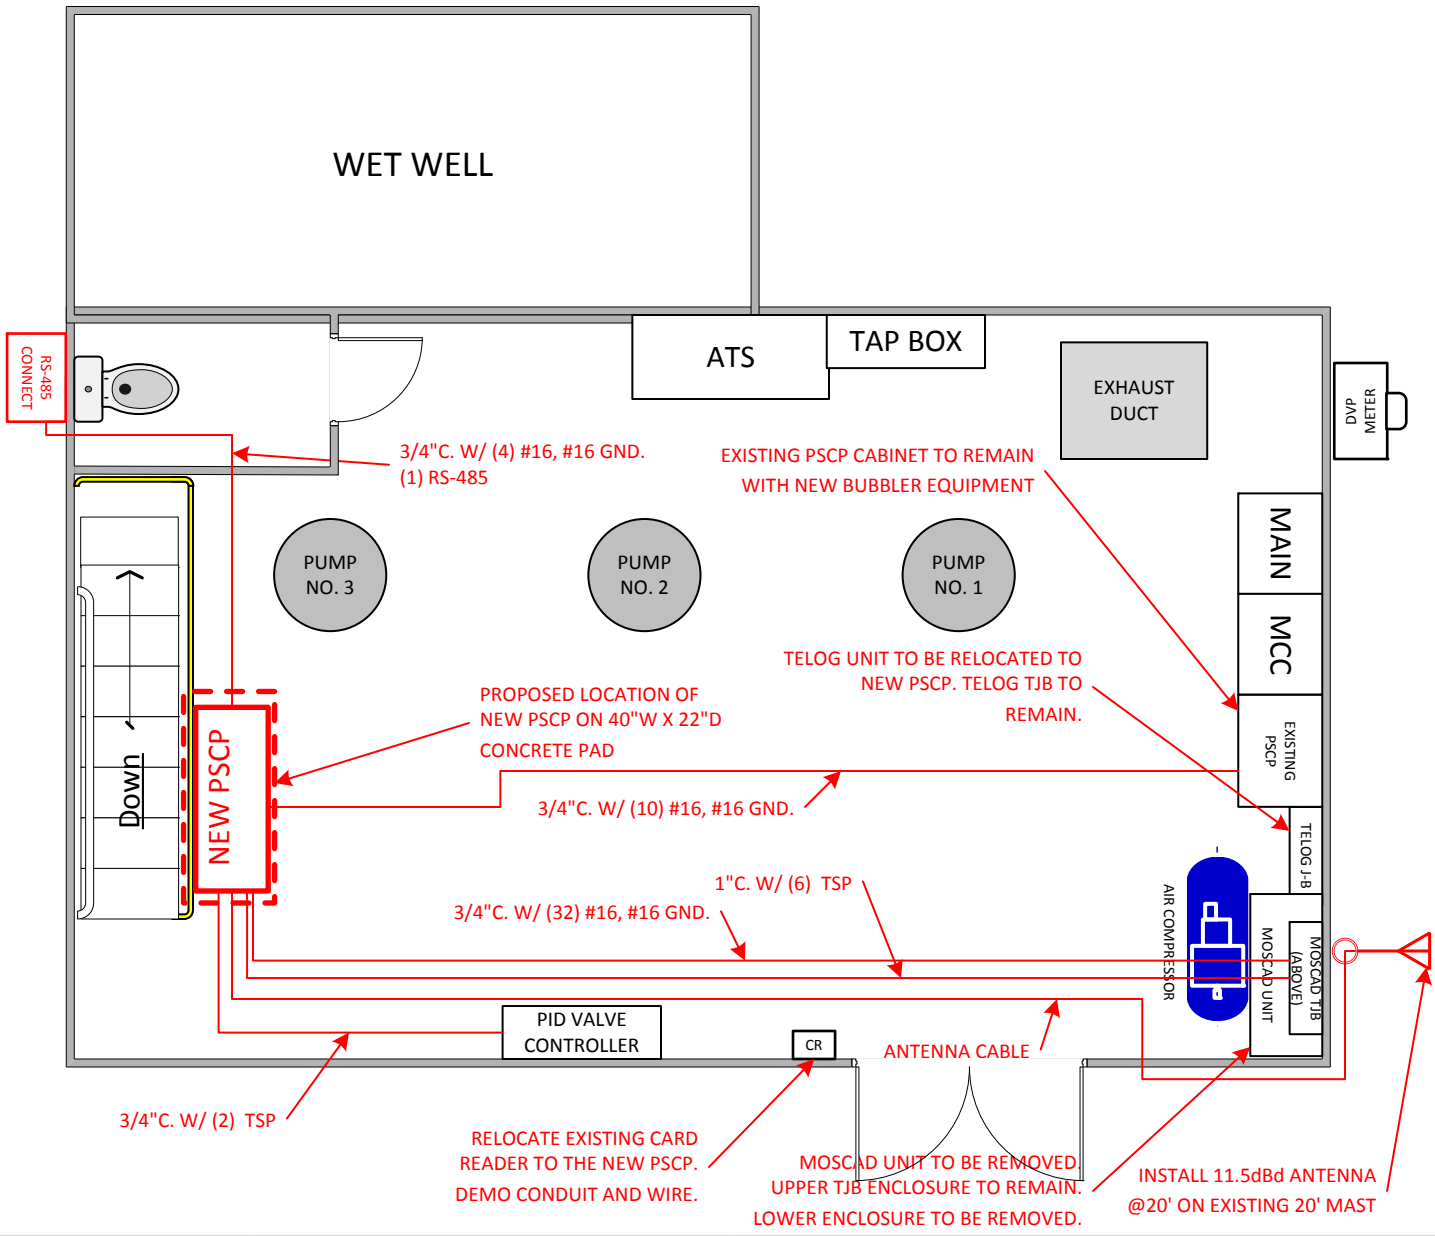 WET WELL
ATS
TAP BOX
EXHAUST
DUCT
DVP
METER
RS-485
CONNECT
3/4"C. W/ (4) #16, #16 GND.
(1) RS-485
EXISTING PSCP CABINET TO REMAIN
WITH NEW BUBBLER EQUIPMENT
MAIN
MCC
PUMP
NO. 3
PUMP
NO. 2
PUMP
NO. 1
TELOG UNIT TO BE RELOCATED TO
NEW PSCP. TELOG TJB TO
REMAIN.
PROPOSED LOCATION OF
NEW PSCP ON 40"W X 22"D
CONCRETE PAD
EXISTING
PSCP
Down
NEW PSCP
3/4"C. W/ (10) #16, #16 GND.
TELOG J-B
1"C. W/ (6) TSP
3/4"C. W/ (32) #16, #16 GND.
AIR COMPRESSOR
MOSCAD UNIT
MOSCAD TJB
(ABOVE)
PID VALVE
CONTROLLER
CR
ANTENNA CABLE
3/4"C. W/ (2) TSP
RELOCATE EXISTING CARD
READER TO THE NEW PSCP.
DEMO CONDUIT AND WIRE.
MOSCAD UNIT TO BE REMOVED.
UPPER TJB ENCLOSURE TO REMAIN.
LOWER ENCLOSURE TO BE REMOVED.
INSTALL 11.5dBd ANTENNA
@20' ON EXISTING 20' MAST